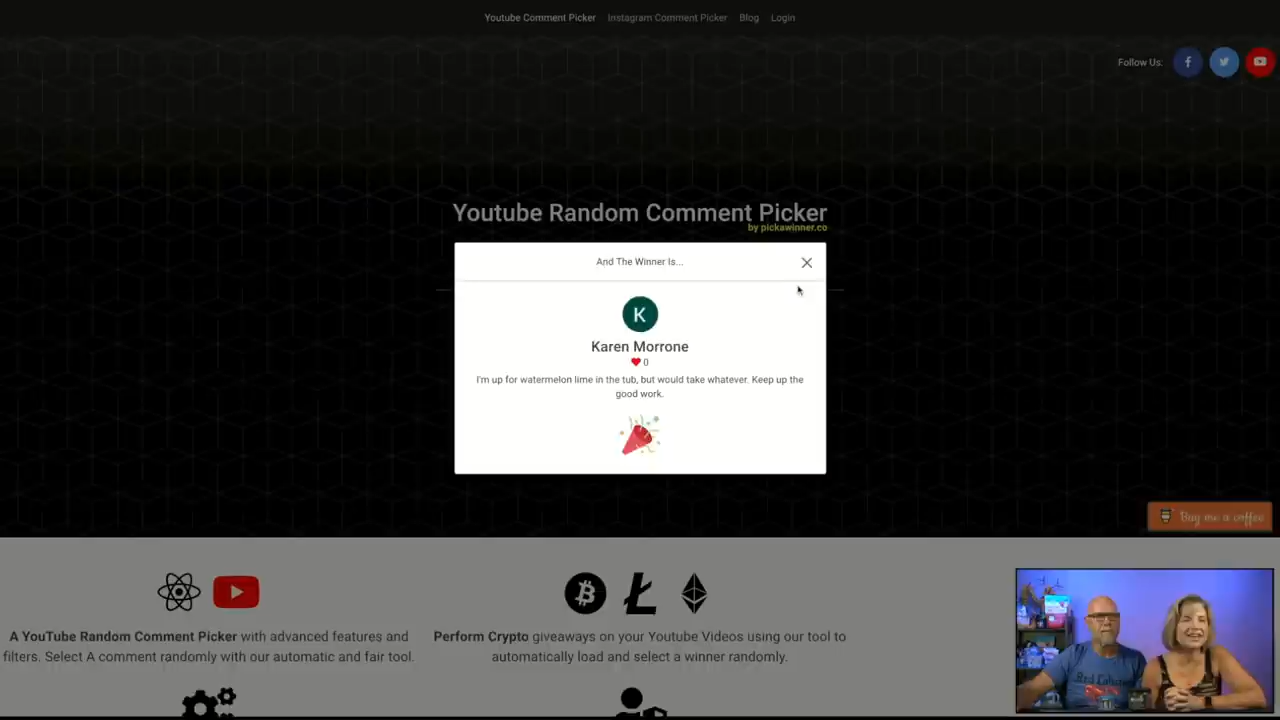 Youtube Comment Picker Instagram Comment Picker Blog Login
Follow Us:
Youtube Random Comment Picker
by pickawinner.co
And The Winner Is...
K
Karen Morrone
0
I'm up for watermelon lime in the tub, but would take whatever. Keep up the
good work.
Buy me a coffee
A YouTube Random Comment Picker with advanced features and
filters. Select A comment randomly with our automatic and fair tool.
Perform Crypto giveaways on your Youtube Videos using our tool to
automatically load and select a winner randomly.